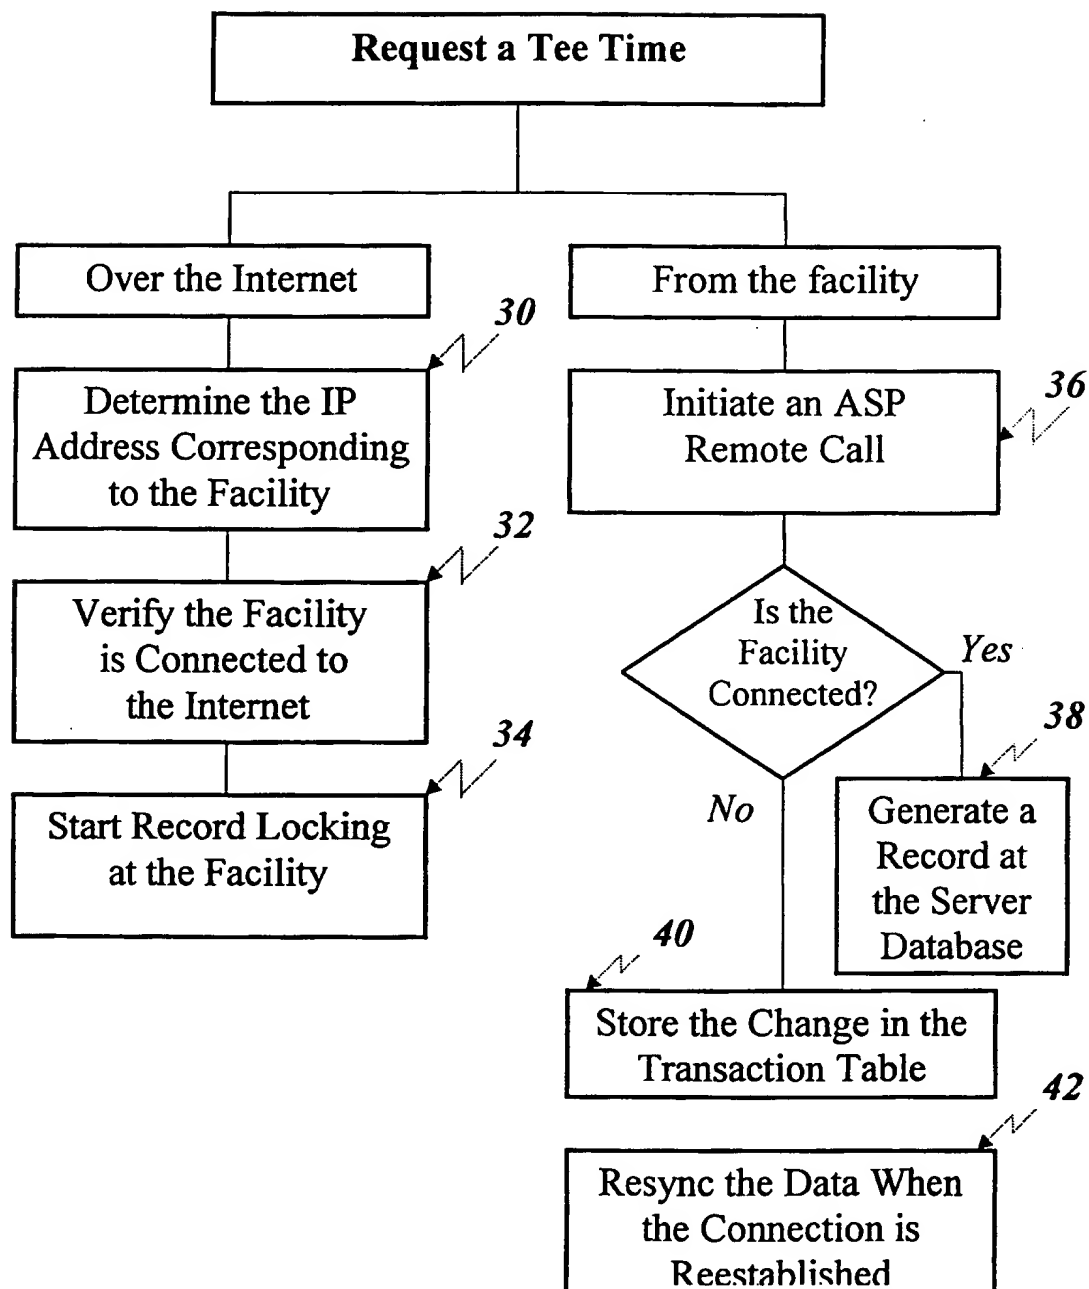 Request a Tee Time
Over the Internet
From the facility
30
Determine the IP
Address Corresponding
to the Facility
36
Initiate an ASP
Remote Call
32
Verify the Facility
is Connected to
the Internet
Is the
Facility
Connected?
Yes
34
Start Record Locking
at the Facility
38
No
Generate a
Record at
the Server
Database
40
Store the Change in the
Transaction Table
42
Resync the Data When
the Connection is
Reestablished